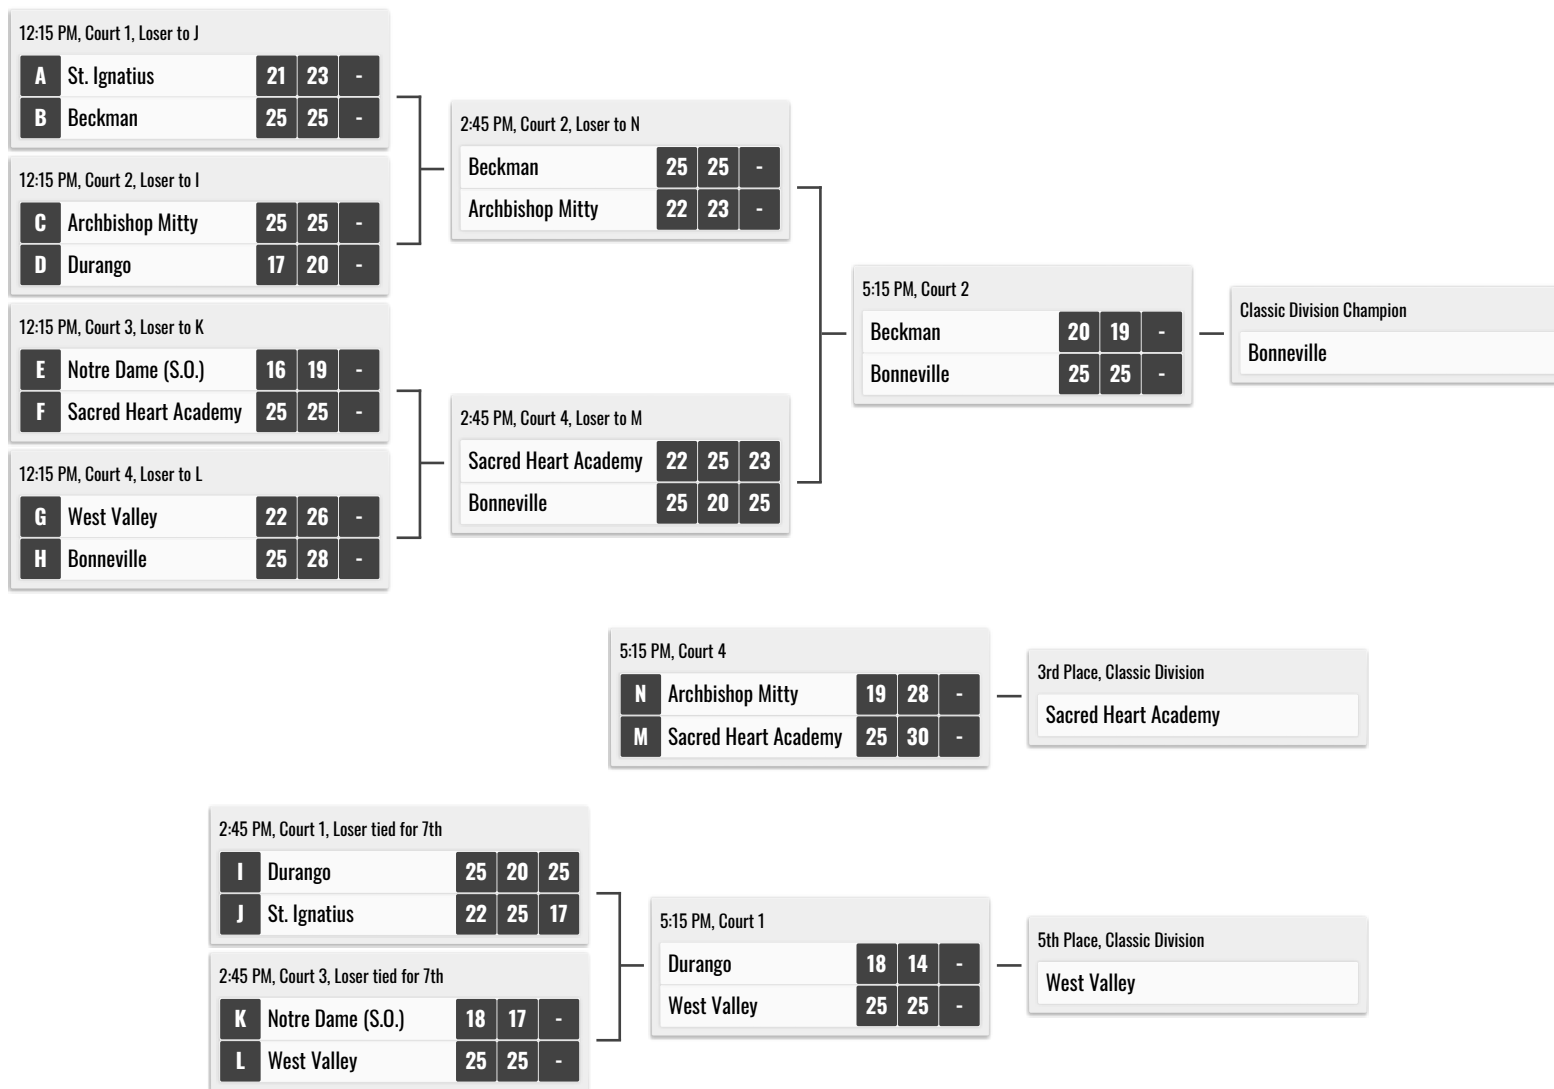 12:15 PM, Court 1, Loser to J
A St. Ignatius 21 23 -
B Beckman 25 25 -
12:15 PM, Court 2, Loser to I
C Archbishop Mitty 25 25 -
D Durango 17 20 -
12:15 PM, Court 3, Loser to K
E Notre Dame (S.O.) 16 19 -
F Sacred Heart Academy 25 25 -
12:15 PM, Court 4, Loser to L
G West Valley 22 26 -
H Bonneville 25 28 -
2:45 PM, Court 2, Loser to N
Beckman 25 25 -
Archbishop Mitty 22 23 -
2:45 PM, Court 4, Loser to M
Sacred Heart Academy 22 25 23
Bonneville 25 20 25
5:15 PM, Court 2
Beckman 20 19 -
Bonneville 25 25 -
Classic Division Champion
Bonneville
5:15 PM, Court 4
N Archbishop Mitty 19 28 -
M Sacred Heart Academy 25 30 -
3rd Place, Classic Division
Sacred Heart Academy
2:45 PM, Court 1, Loser tied for 7th
I Durango 25 20 25
J St. Ignatius 22 25 17
2:45 PM, Court 3, Loser tied for 7th
K Notre Dame (S.O.) 18 17 -
L West Valley 25 25 -
5:15 PM, Court 1
Durango 18 14 -
West Valley 25 25 -
5th Place, Classic Division
West Valley